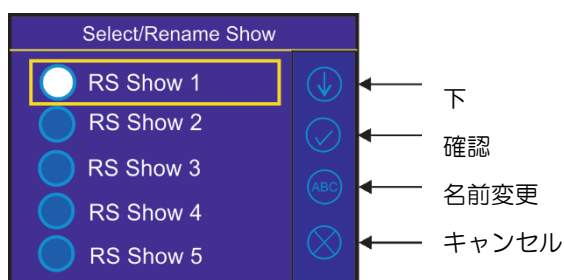 Select/Rename Show
RS Show 1
RS Show 2
RS Show 3
RS Show 4
RS Show 5
ABC
下
確認
名前変更
キャンセル